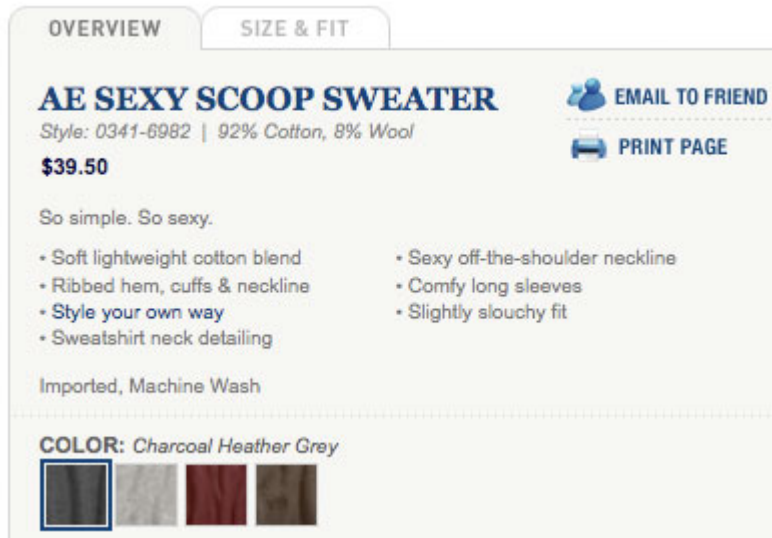 OVERVIEW
SIZE & FIT
AE SEXY SCOOP SWEATER
Style: 0341-6982 | 92% Cotton, 8% Wool
$39.50
EMAIL TO FRIEND
PRINT PAGE
So simple. So sexy.
• Soft lightweight cotton blend
• Ribbed hem, cuffs & neckline
• Style your own way
• Sweatshirt neck detailing
• Sexy off-the-shoulder neckline
• Comfy long sleeves
• Slightly slouchy fit
Imported, Machine Wash
COLOR: Charcoal Heather Grey